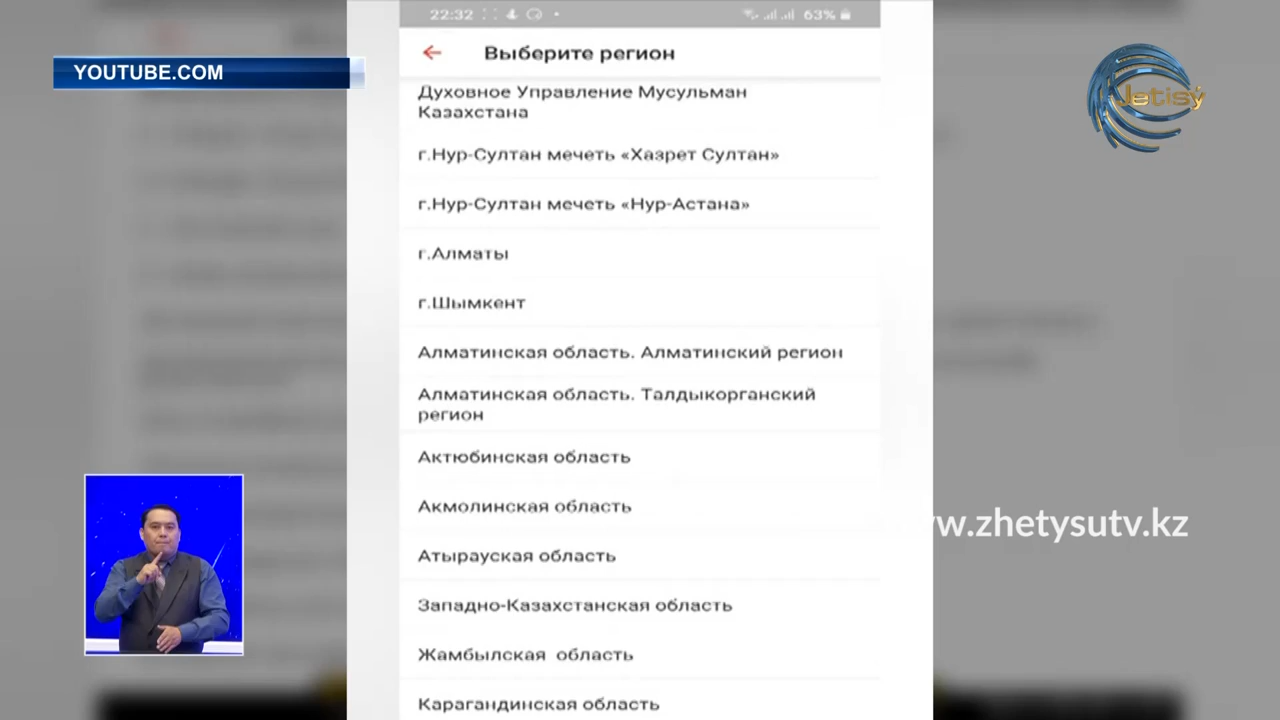 22:32
63%
YOUTUBE.COM
Выберите регион
Jetisý
Духовное Управление Мусульман
Казахстана
г.Нур-Султан мечеть «Хазрет Султан»
г.Нур-Султан мечеть «Нур-Астана»
г.Алматы
г.Шымкент
Алматинская область. Алматинский регион
Алматинская область. Талдыкорганский
регион
Актюбинская область
Акмолинская область
www.zhetysutv.kz
Атырауская область
Западно-Казахстанская область
Жамбылская область
Карагандинская область